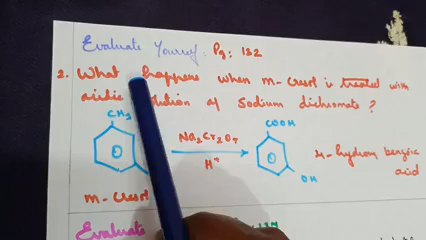 Evaluate Yourself Pg: 132
2. What happens when m-Cresol is treated with
acidic solution of Sodium dichromate ?
CH3
COOH
Na2Cr2O7
H+
OH
m-Cresol
4-hydroxy benzoic
acid
Evaluate